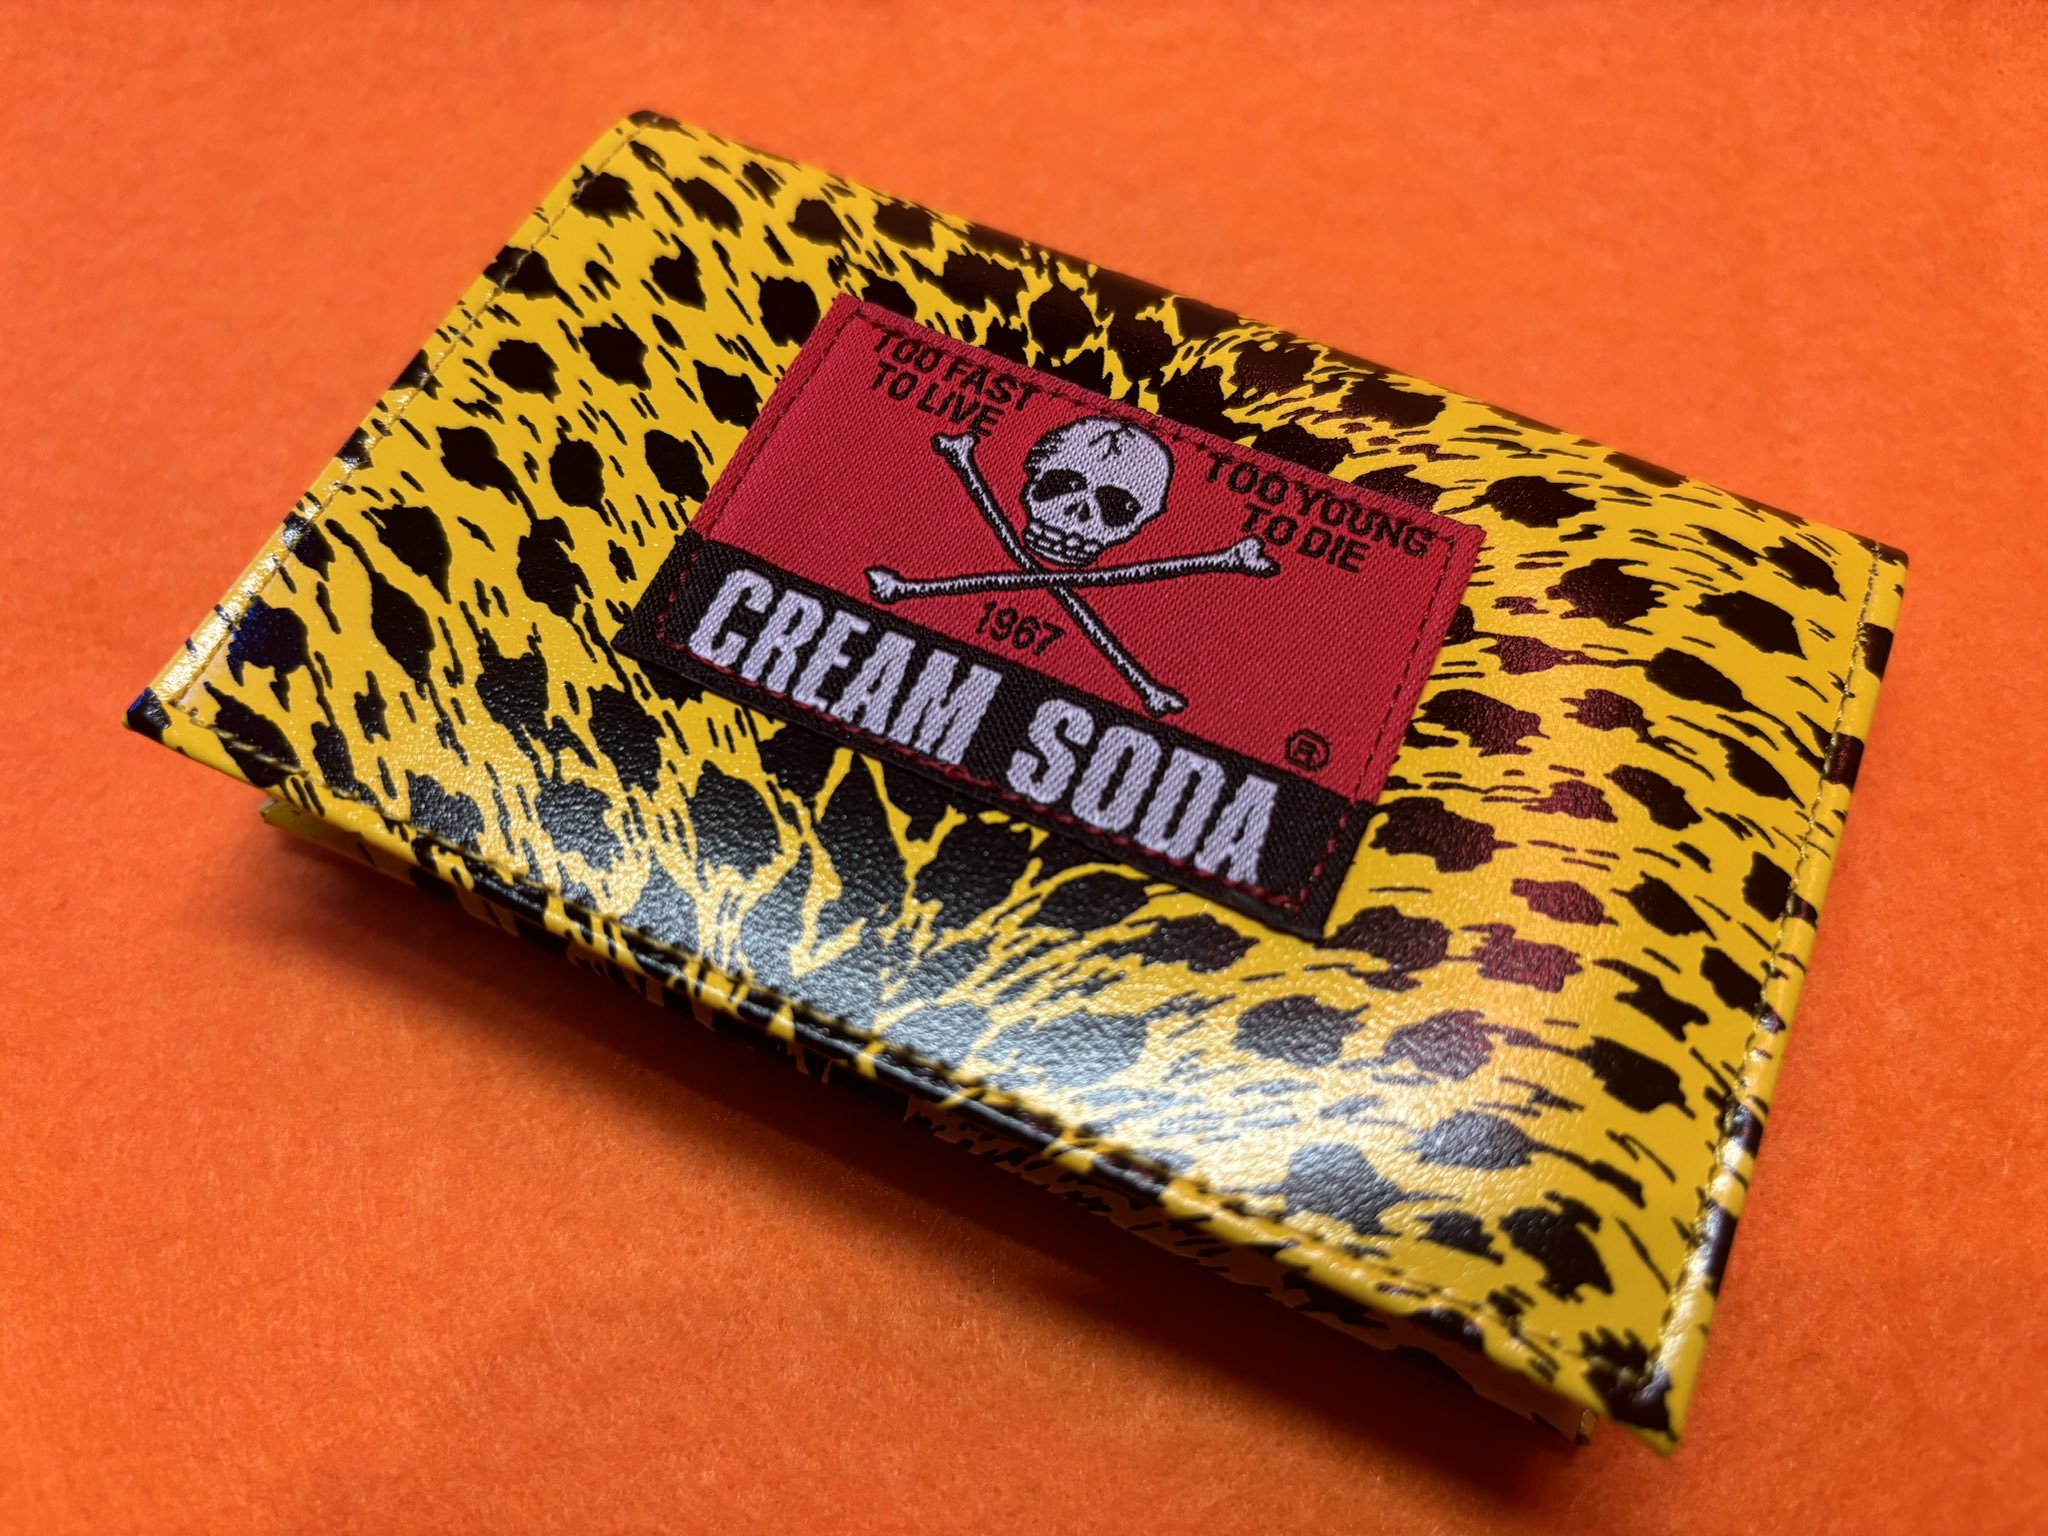 TOO FAST
TO LIVE
TOO YOUNG
TO DIE
1967
®
CREAM SODA